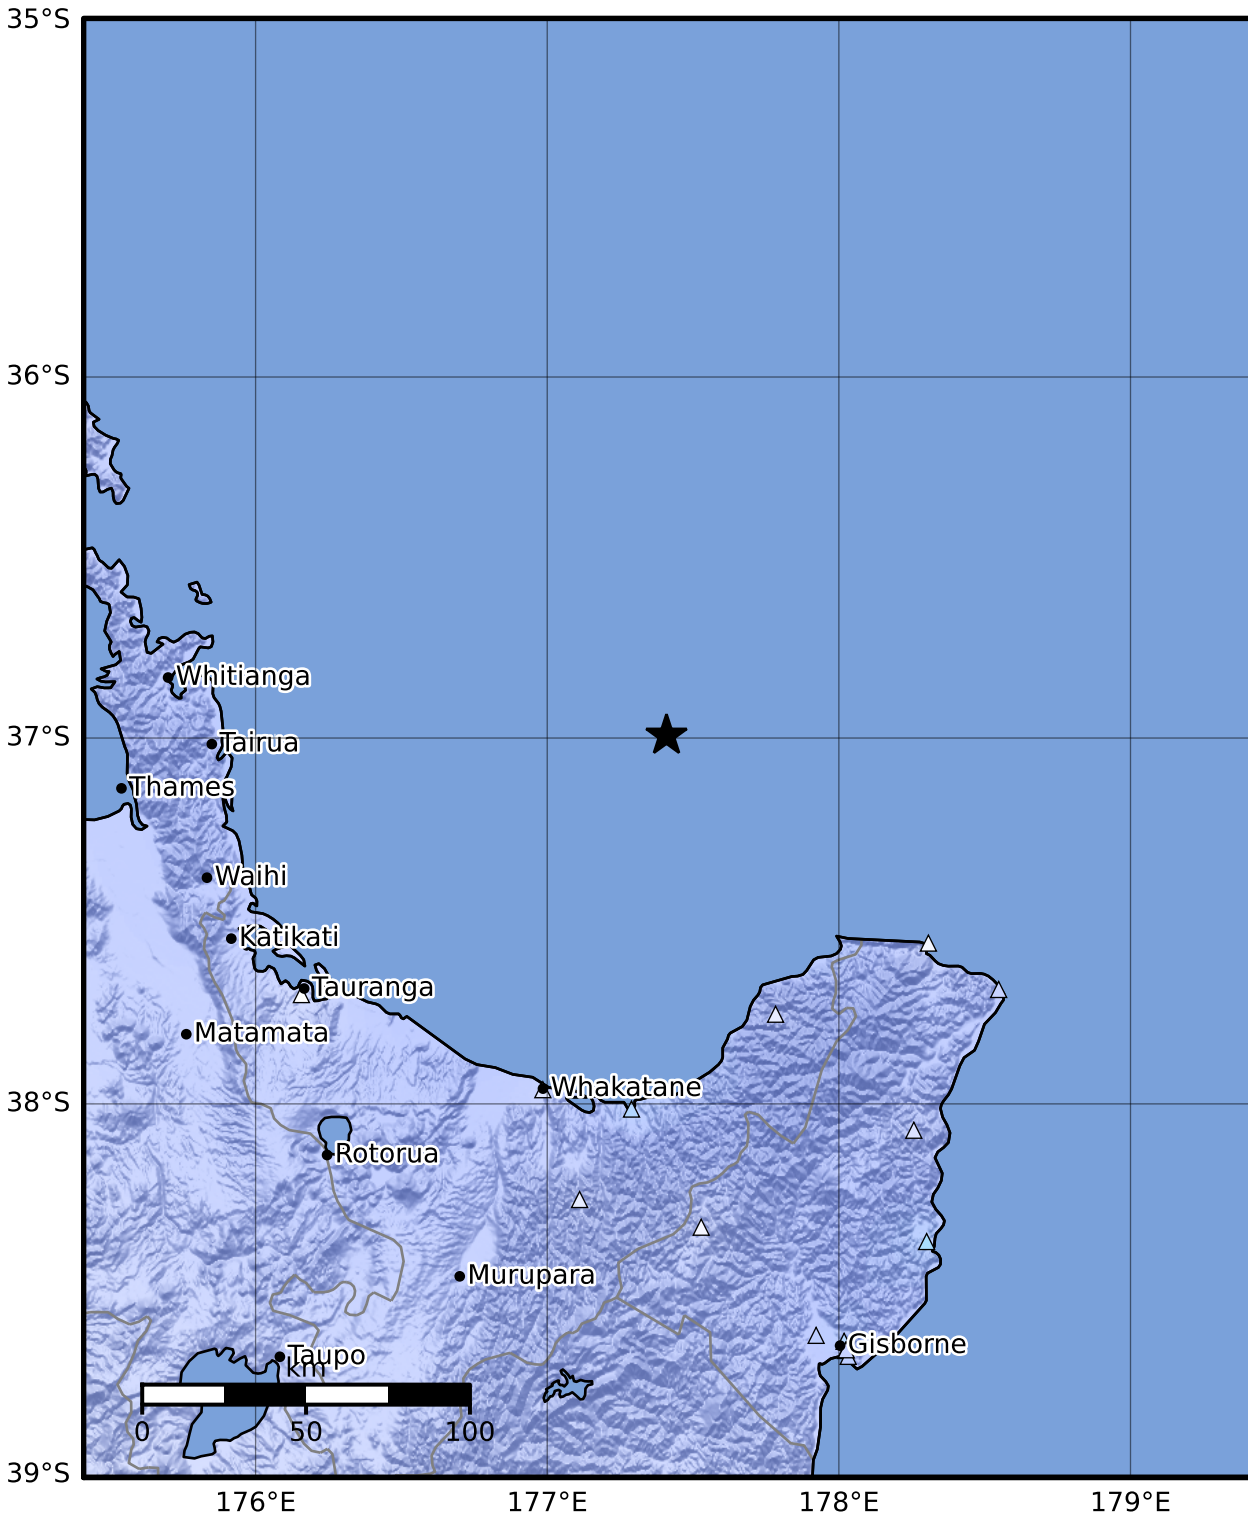 35°S
36°S
Whitianga
37°S
Tairua
Thames
Waihi
Katikati
Tauranga
Matamata
Whakatane
38°S
Rotorua
Murupara
Gisborne
Taupo
km
0 50 100
39°S
176°E 177°E 178°E 179°E